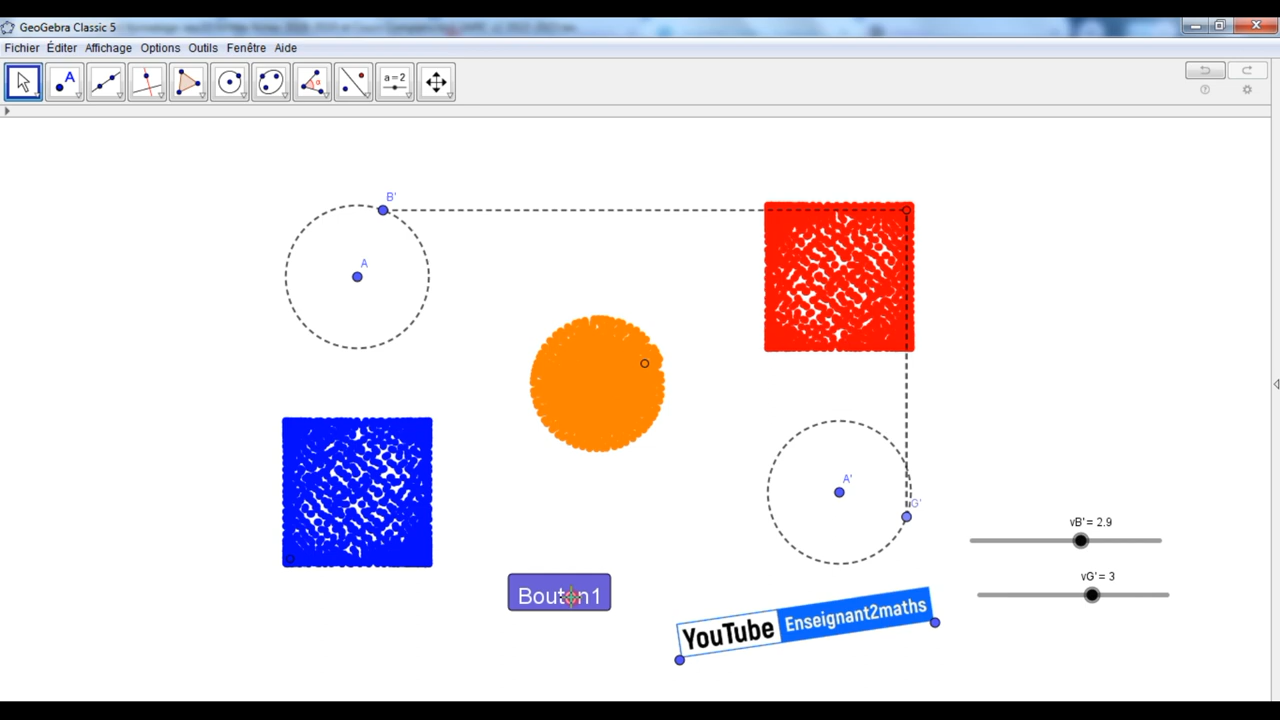 GeoGebra Classic 5
Fichier Éditer Affichage Options Outils Fenêtre Aide
A
α
a = 2
B'
A
A'
G'
vB' = 2.9
vG' = 3
Bouton1
YouTube Enseignant2maths